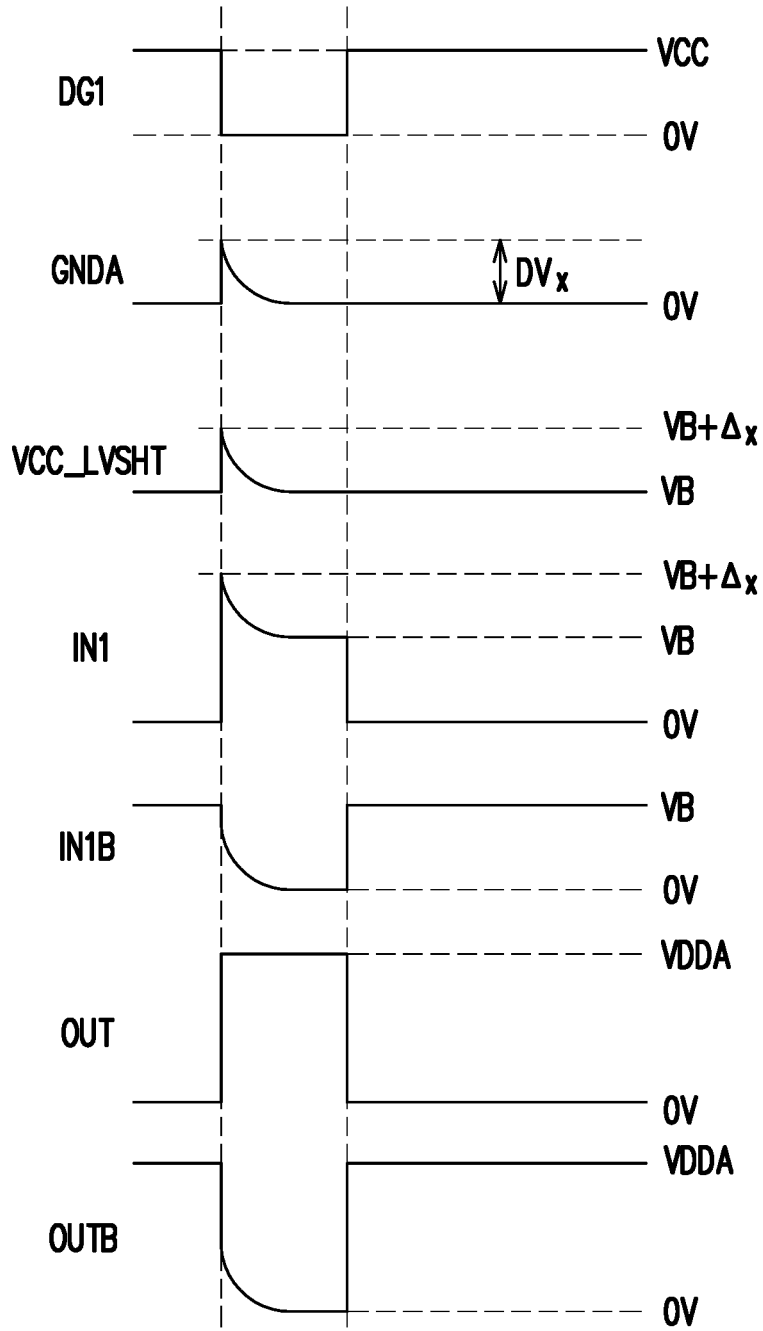 VCC
DG1
0V
GNDA
DVx
0V
VB+Δx
VCC_LVSHT
VB
VB+Δx
IN1
VB
0V
VB
IN1B
0V
VDDA
OUT
0V
VDDA
OUTB
0V